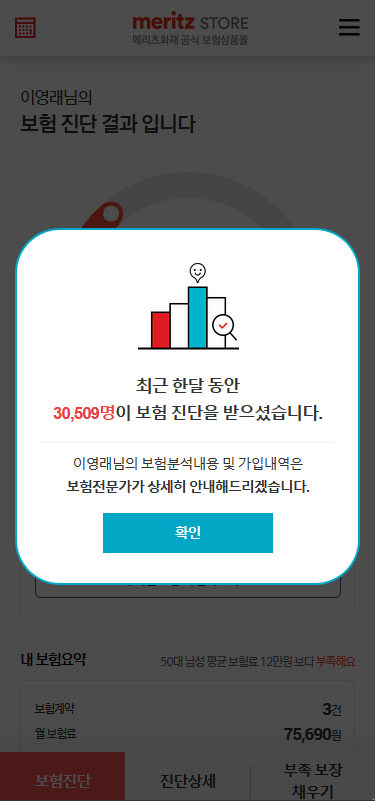 meritz STORE
메리츠화재 공식 보험상품몰
이영래님의
보험 진단 결과 입니다
최근 한달 동안
30,509명이 보험 진단을 받으셨습니다.
이영래님의 보험분석내용 및 가입내역은
보험전문가가 상세히 안내해드리겠습니다.
확인
내 보험요약
50대 남성 평균 보험료 12만원 보다 부족해요
보험계약
3건
월 보험료
75,690원
보험진단
진단상세
부족 보장
채우기